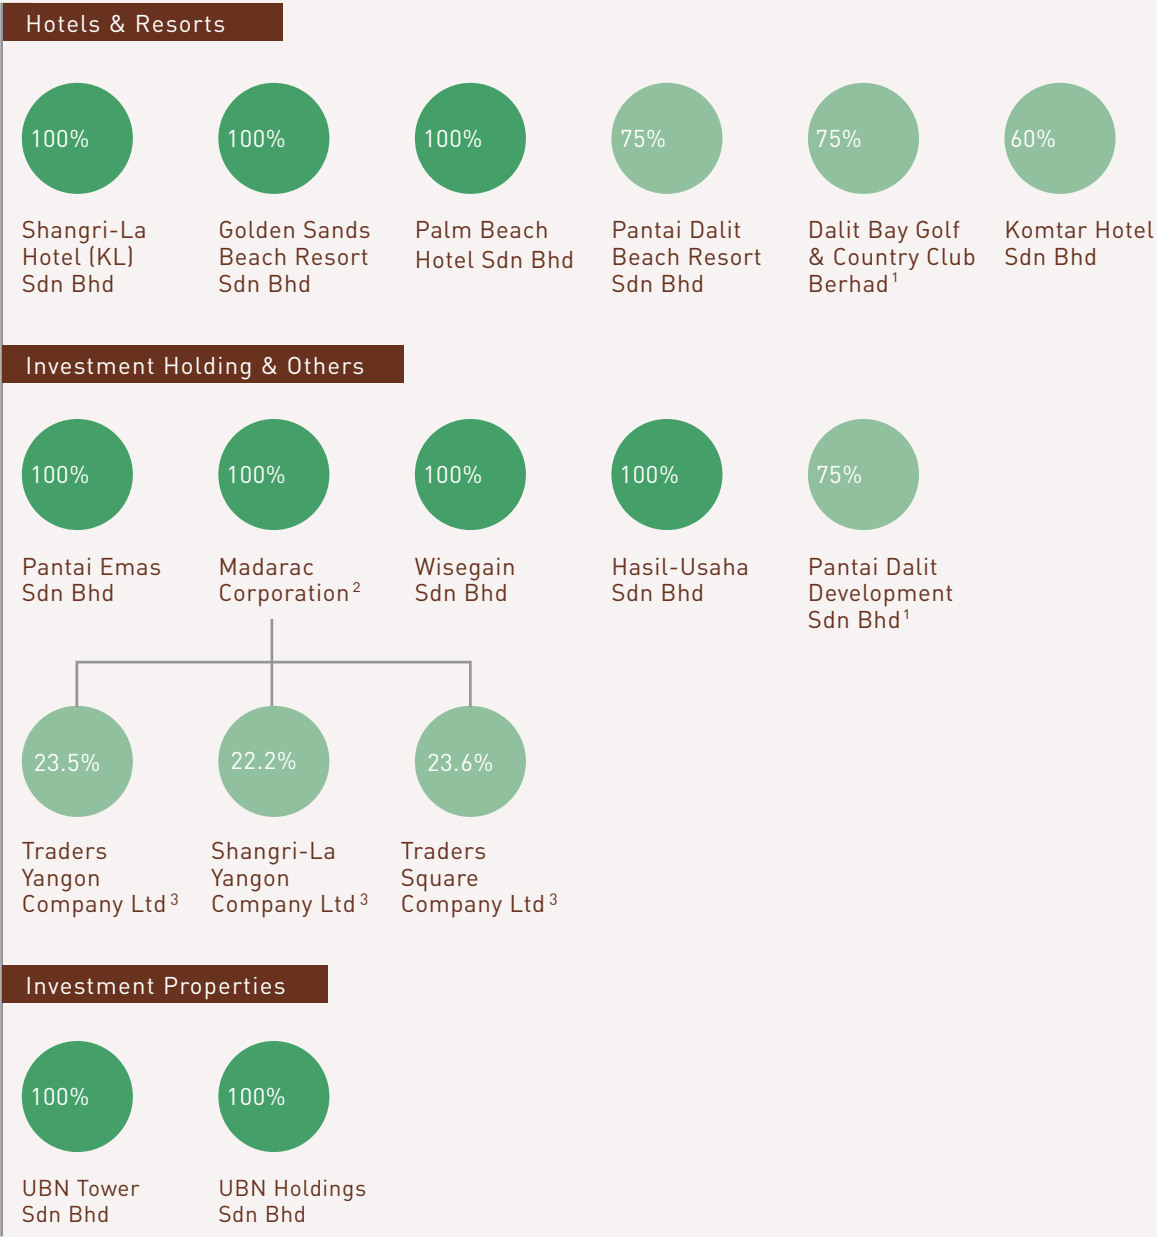 Hotels & Resorts
100%
100%
100%
75%
75%
60%
Shangri-La
Hotel (KL)
Sdn Bhd
Golden Sands
Beach Resort
Sdn Bhd
Palm Beach
Hotel Sdn Bhd
Pantai Dalit
Beach Resort
Sdn Bhd
Dalit Bay Golf
& Country Club
Berhad¹
Komtar Hotel
Sdn Bhd
Investment Holding & Others
100%
100%
100%
100%
75%
Pantai Emas
Sdn Bhd
Madarac
Corporation²
Wisegain
Sdn Bhd
Hasil-Usaha
Sdn Bhd
Pantai Dalit
Development
Sdn Bhd¹
23.5%
22.2%
23.6%
Traders
Yangon
Company Ltd³
Shangri-La
Yangon
Company Ltd³
Traders
Square
Company Ltd³
Investment Properties
100%
100%
UBN Tower
Sdn Bhd
UBN Holdings
Sdn Bhd